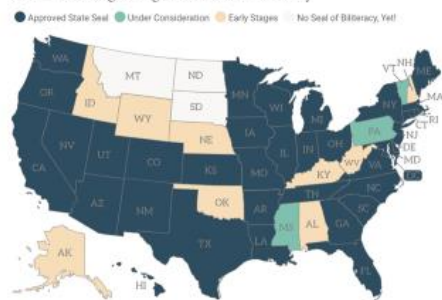 Approved State Seal Under Consideration Early Stages No Seal of Biliteracy, Yet!
WA
MT
ND
MN
VT
NH
ME
OR
ID
SD
WI
MI
NY
MA
WY
RI
CT
NE
IA
PA
NJ
NV
IL
IN
OH
DE
UT
CO
KS
MO
WV
VA
MD
DC
CA
KY
NC
TN
AZ
NM
OK
AR
SC
MS
AL
GA
TX
LA
AK
HI
FL